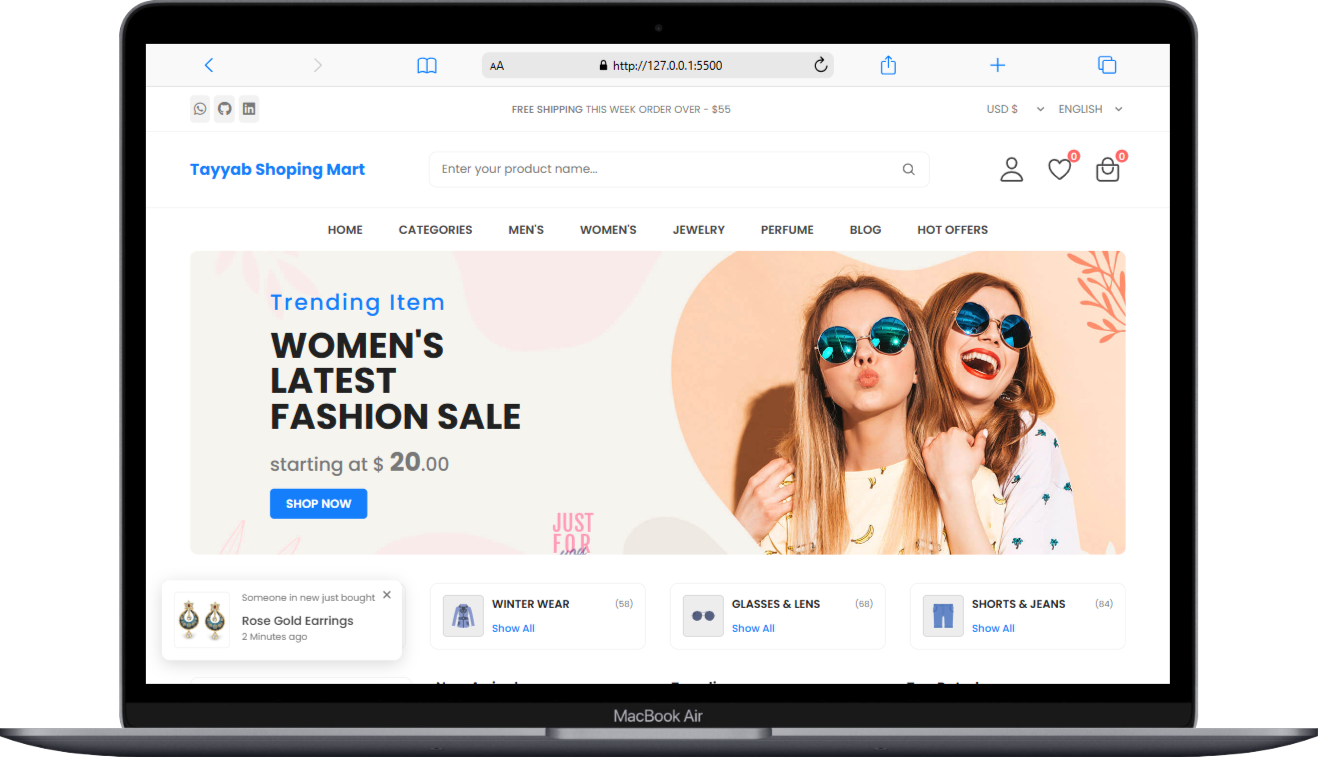 AA
http://127.0.0.1:5500
FREE SHIPPING THIS WEEK ORDER OVER - $55
USD $
ENGLISH
Tayyab Shoping Mart
Enter your product name...
0
0
HOME
CATEGORIES
MEN'S
WOMEN'S
JEWELRY
PERFUME
BLOG
HOT OFFERS
Trending Item
WOMEN'S
LATEST
FASHION SALE
starting at $ 20.00
SHOP NOW
JUST
FOR
you
Someone in new just bought
Rose Gold Earrings
2 Minutes ago
WINTER WEAR
(58)
Show All
GLASSES & LENS
(68)
Show All
SHORTS & JEANS
(84)
Show All
MacBook Air